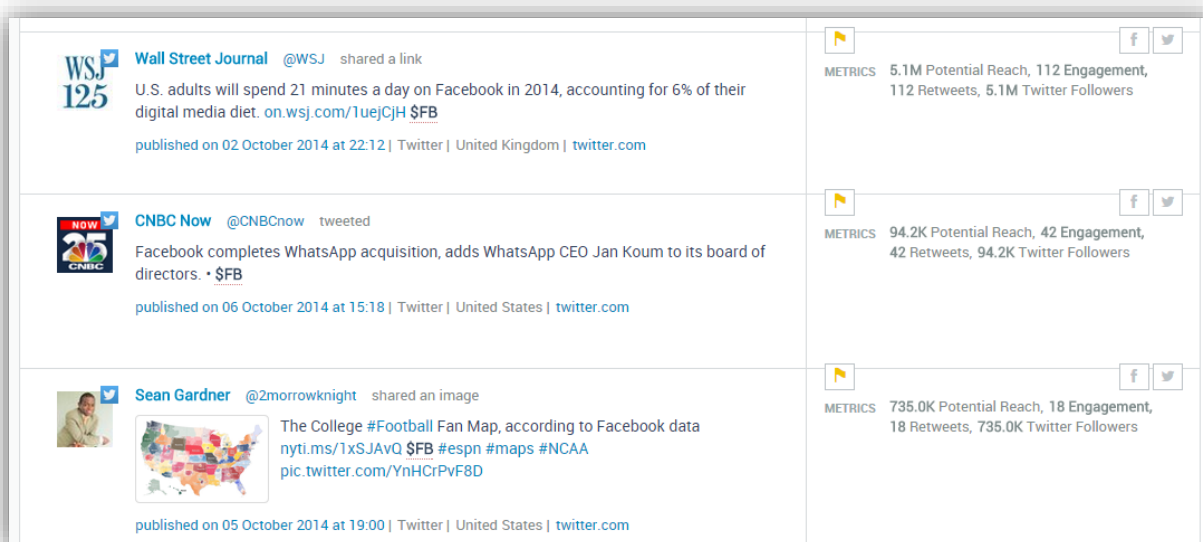 WSJ
125
Wall Street Journal @WSJ shared a link
U.S. adults will spend 21 minutes a day on Facebook in 2014, accounting for 6% of their
digital media diet. on.wsj.com/1uejCjH $FB
published on 02 October 2014 at 22:12 | Twitter | United Kingdom | twitter.com
METRICS 5.1M Potential Reach, 112 Engagement,
112 Retweets, 5.1M Twitter Followers
NOW
25
CNBC
CNBC Now @CNBCnow tweeted
Facebook completes WhatsApp acquisition, adds WhatsApp CEO Jan Koum to its board of
directors. • $FB
published on 06 October 2014 at 15:18 | Twitter | United States | twitter.com
METRICS 94.2K Potential Reach, 42 Engagement,
42 Retweets, 94.2K Twitter Followers
Sean Gardner @2morrowknight shared an image
The College #Football Fan Map, according to Facebook data
nyti.ms/1xSJAvQ $FB #espn #maps #NCAA
pic.twitter.com/YnHCrPvF8D
published on 05 October 2014 at 19:00 | Twitter | United States | twitter.com
METRICS 735.0K Potential Reach, 18 Engagement,
18 Retweets, 735.0K Twitter Followers